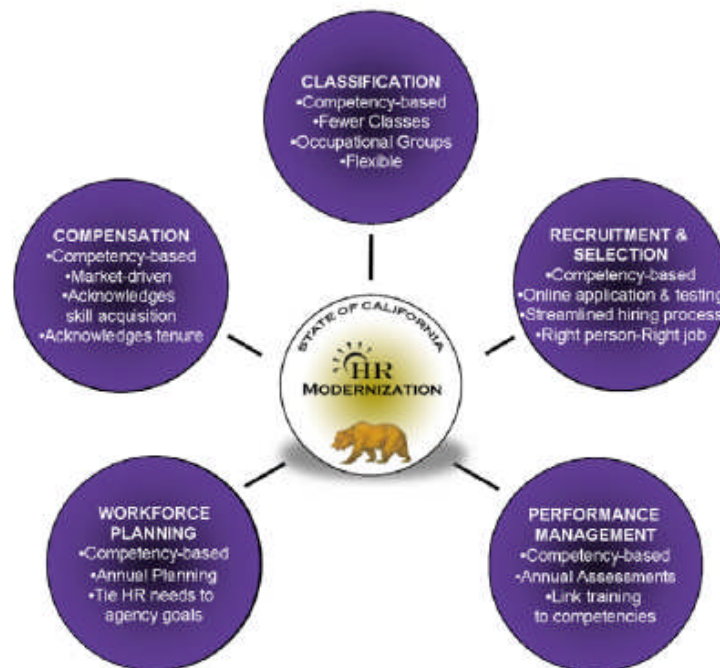 CLASSIFICATION
•Competency-based
•Fewer Classes
•Occupational Groups
•Flexible
COMPENSATION
•Competency-based
•Market-driven
•Acknowledges
skill acquisition
•Acknowledges tenure
RECRUITMENT &
SELECTION
•Competency-based
•Online application & testing
•Streamlined hiring process
•Right person-Right job
STATE OF CALIFORNIA
HR
MODERNIZATION
WORKFORCE
PLANNING
•Competency-based
•Annual Planning
•Tie HR needs to
agency goals
PERFORMANCE
MANAGEMENT
•Competency-based
•Annual Assessments
•Link training
to competencies